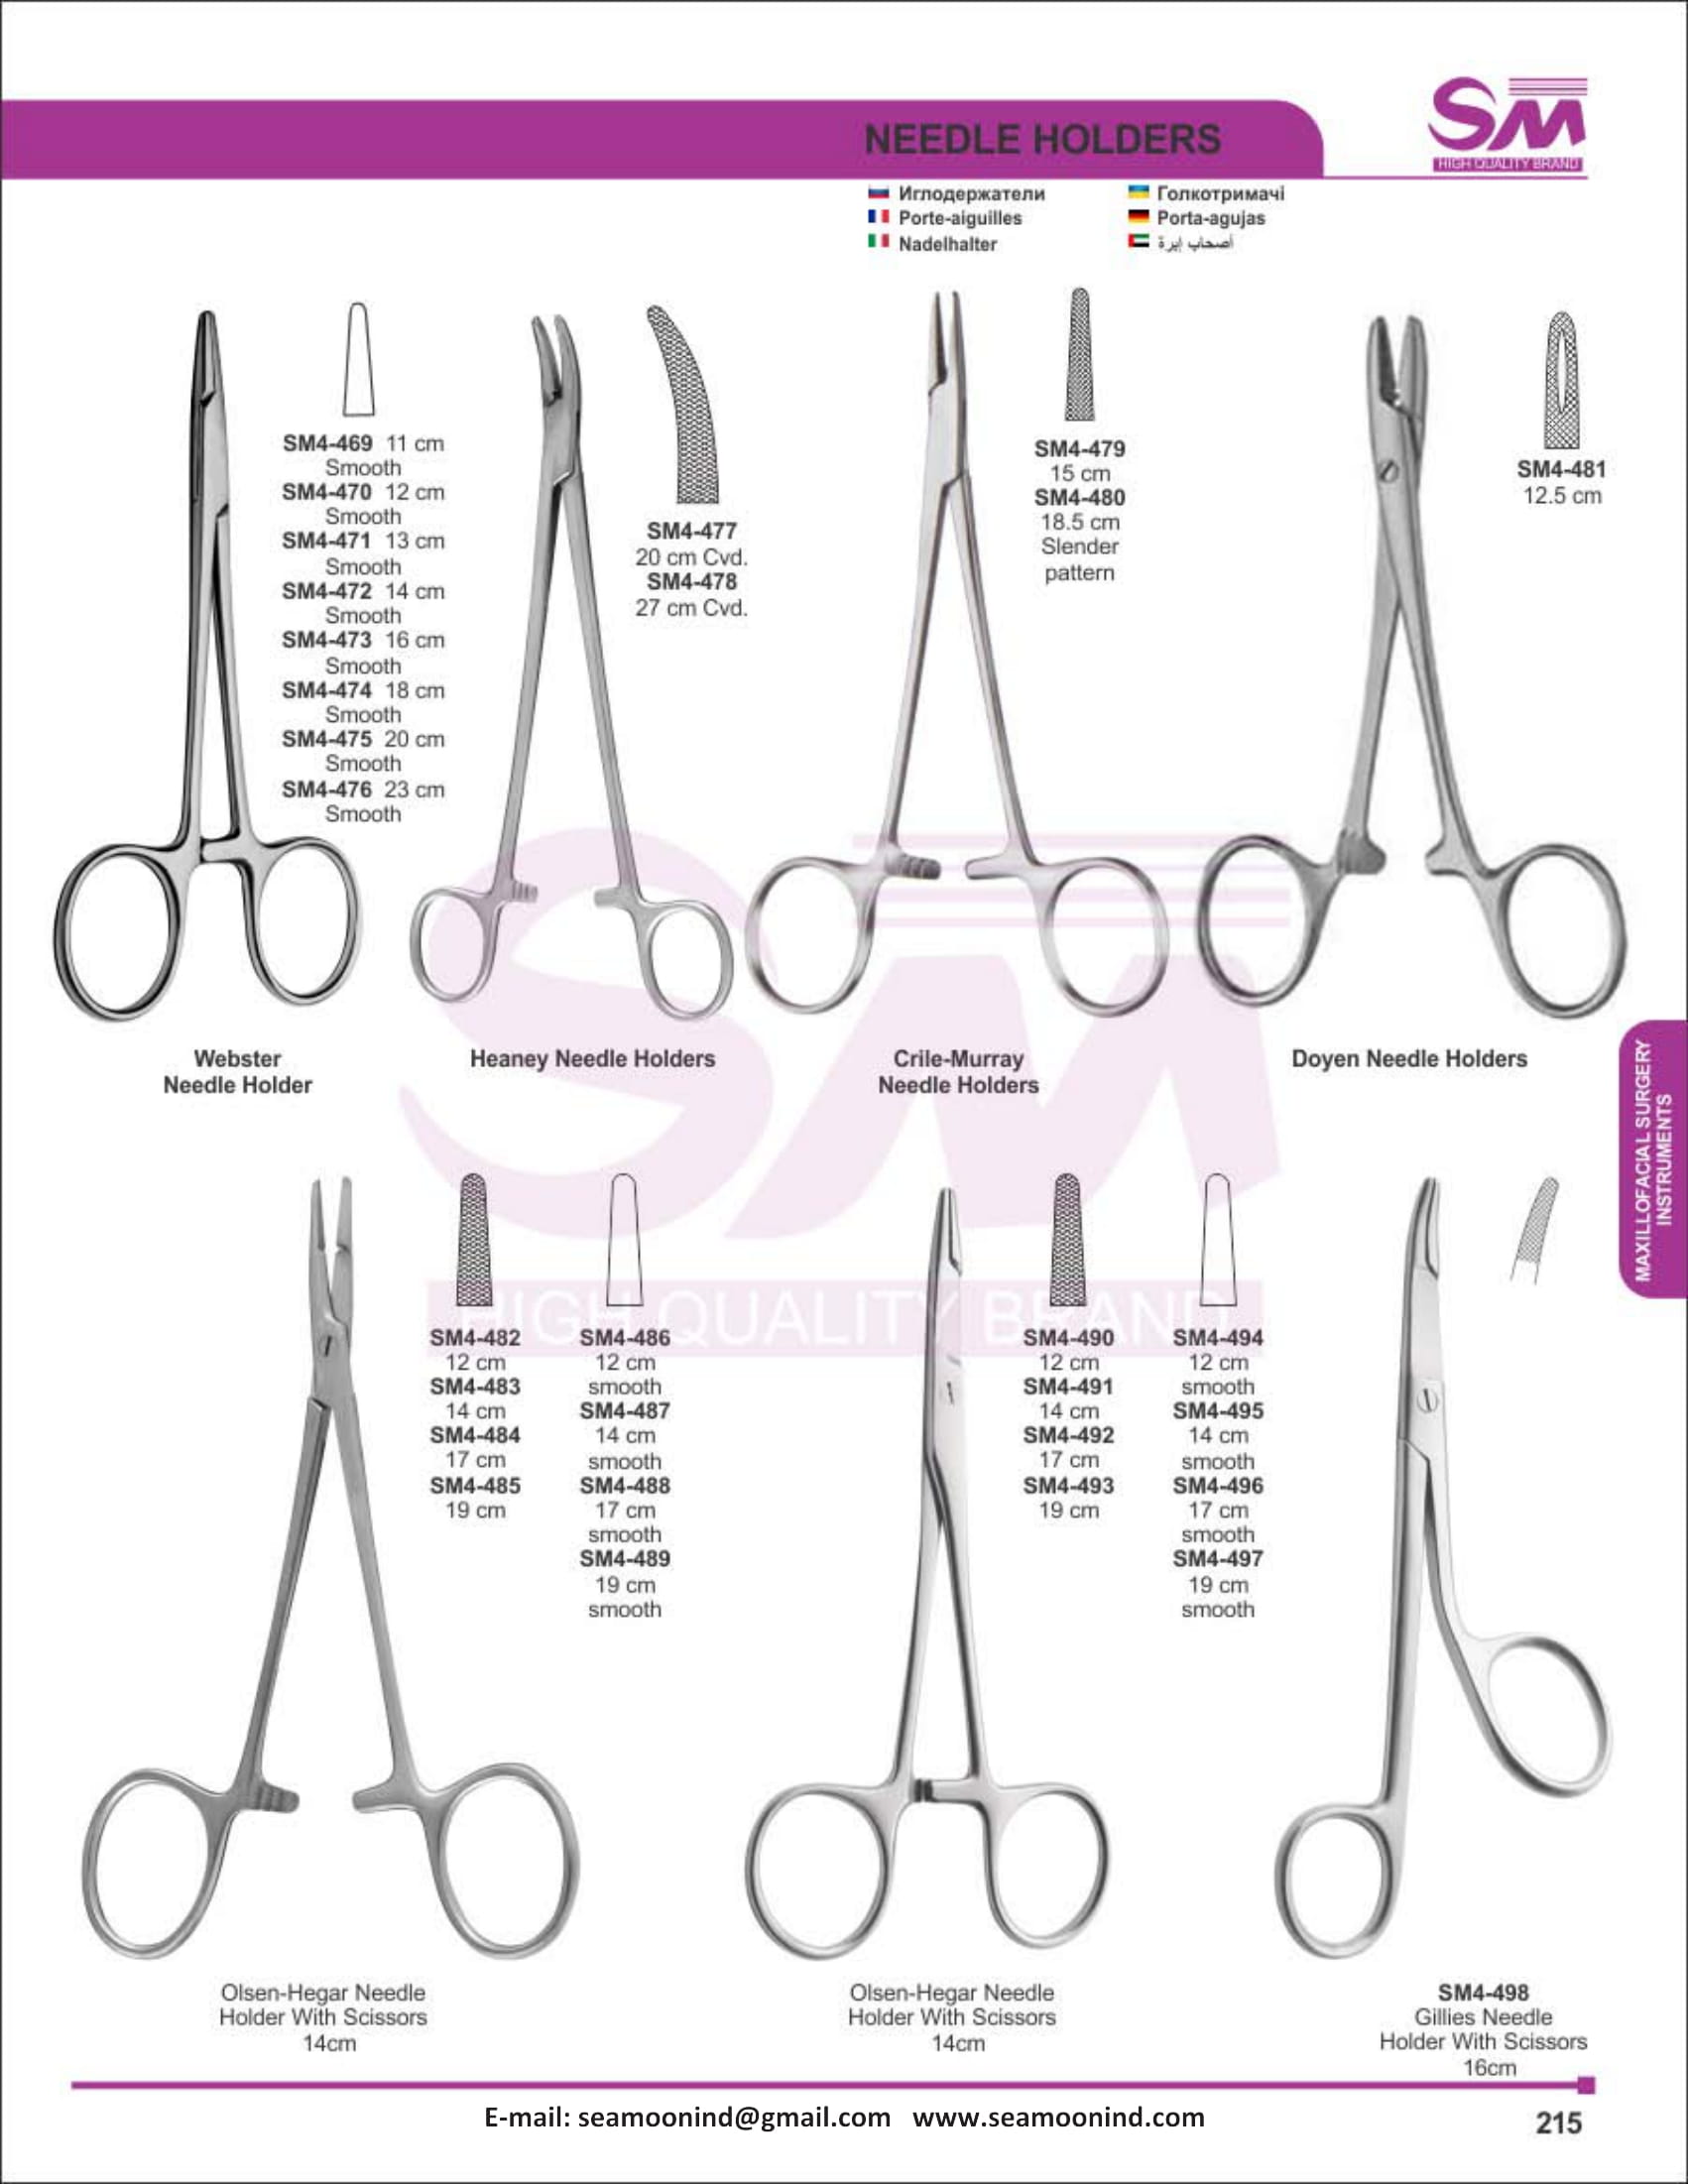 SM
HIGH QUALITY BRAND
NEEDLE HOLDERS
Иглодержатели
Porte-aiguilles
Nadelhalter
Голкотримачі
Porta-agujas
أصحاب إبرة
SM4-469 11 cm
Smooth
SM4-470 12 cm
Smooth
SM4-471 13 cm
Smooth
SM4-472 14 cm
Smooth
SM4-473 16 cm
Smooth
SM4-474 18 cm
Smooth
SM4-475 20 cm
Smooth
SM4-476 23 cm
Smooth
SM4-477
20 cm Cvd.
SM4-478
27 cm Cvd.
SM4-479
15 cm
SM4-480
18.5 cm
Slender
pattern
SM4-481
12.5 cm
Webster
Needle Holder
Heaney Needle Holders
Crile-Murray
Needle Holders
Doyen Needle Holders
MAXILLOFACIAL SURGERY
INSTRUMENTS
SM
HIGH QUALITY BRAND
SM4-482
12 cm
SM4-483
14 cm
SM4-484
17 cm
SM4-485
19 cm
SM4-486
12 cm
smooth
SM4-487
14 cm
smooth
SM4-488
17 cm
smooth
SM4-489
19 cm
smooth
SM4-490
12 cm
SM4-491
14 cm
SM4-492
17 cm
SM4-493
19 cm
SM4-494
12 cm
smooth
SM4-495
14 cm
smooth
SM4-496
17 cm
smooth
SM4-497
19 cm
smooth
Olsen-Hegar Needle
Holder With Scissors
14cm
Olsen-Hegar Needle
Holder With Scissors
14cm
SM4-498
Gillies Needle
Holder With Scissors
16cm
E-mail: seamoonind@gmail.com www.seamoonind.com
215